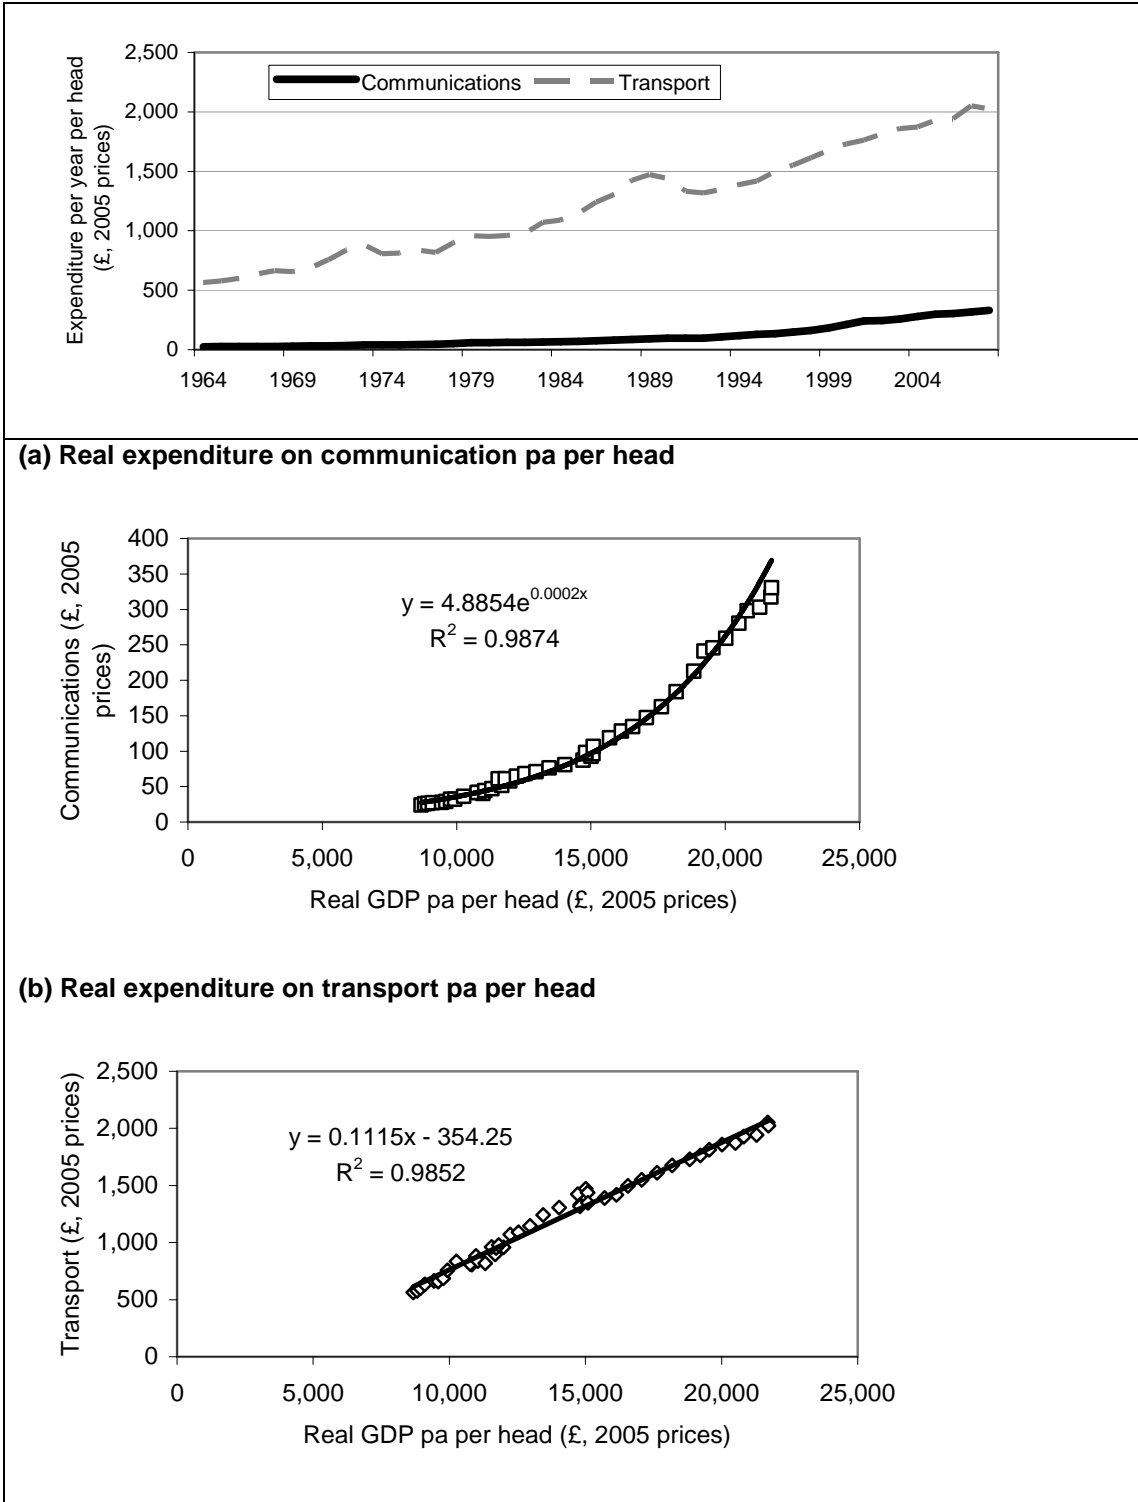 Expenditure per year per head
(£, 2005 prices)
2,500
2,000
1,500
1,000
500
0
Communications Transport
1964 1969 1974 1979 1984 1989 1994 1999 2004
(a) Real expenditure on communication pa per head
Communications (£, 2005
prices)
400
350
300
250
200
150
100
50
0
y = 4.8854e^0.0002x
R² = 0.9874
0 5,000 10,000 15,000 20,000 25,000
Real GDP pa per head (£, 2005 prices)
(b) Real expenditure on transport pa per head
Transport (£, 2005 prices)
2,500
2,000
1,500
1,000
500
0
y = 0.1115x - 354.25
R² = 0.9852
0 5,000 10,000 15,000 20,000 25,000
Real GDP pa per head (£, 2005 prices)